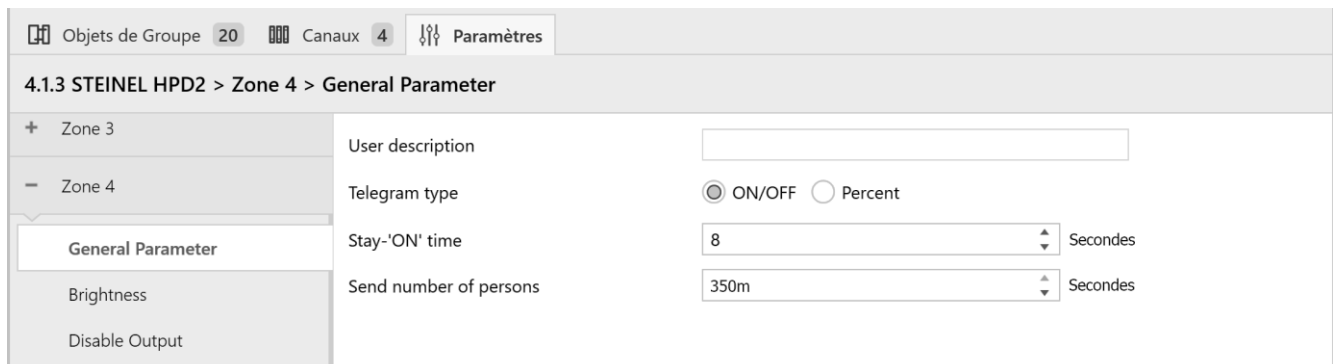 Objets de Groupe 20 Canaux 4 Paramètres
4.1.3 STEINEL HPD2 > Zone 4 > General Parameter
+ Zone 3
− Zone 4
General Parameter
Brightness
Disable Output
User description
Telegram type ON/OFF Percent
Stay-'ON' time 8 Secondes
Send number of persons 350m Secondes